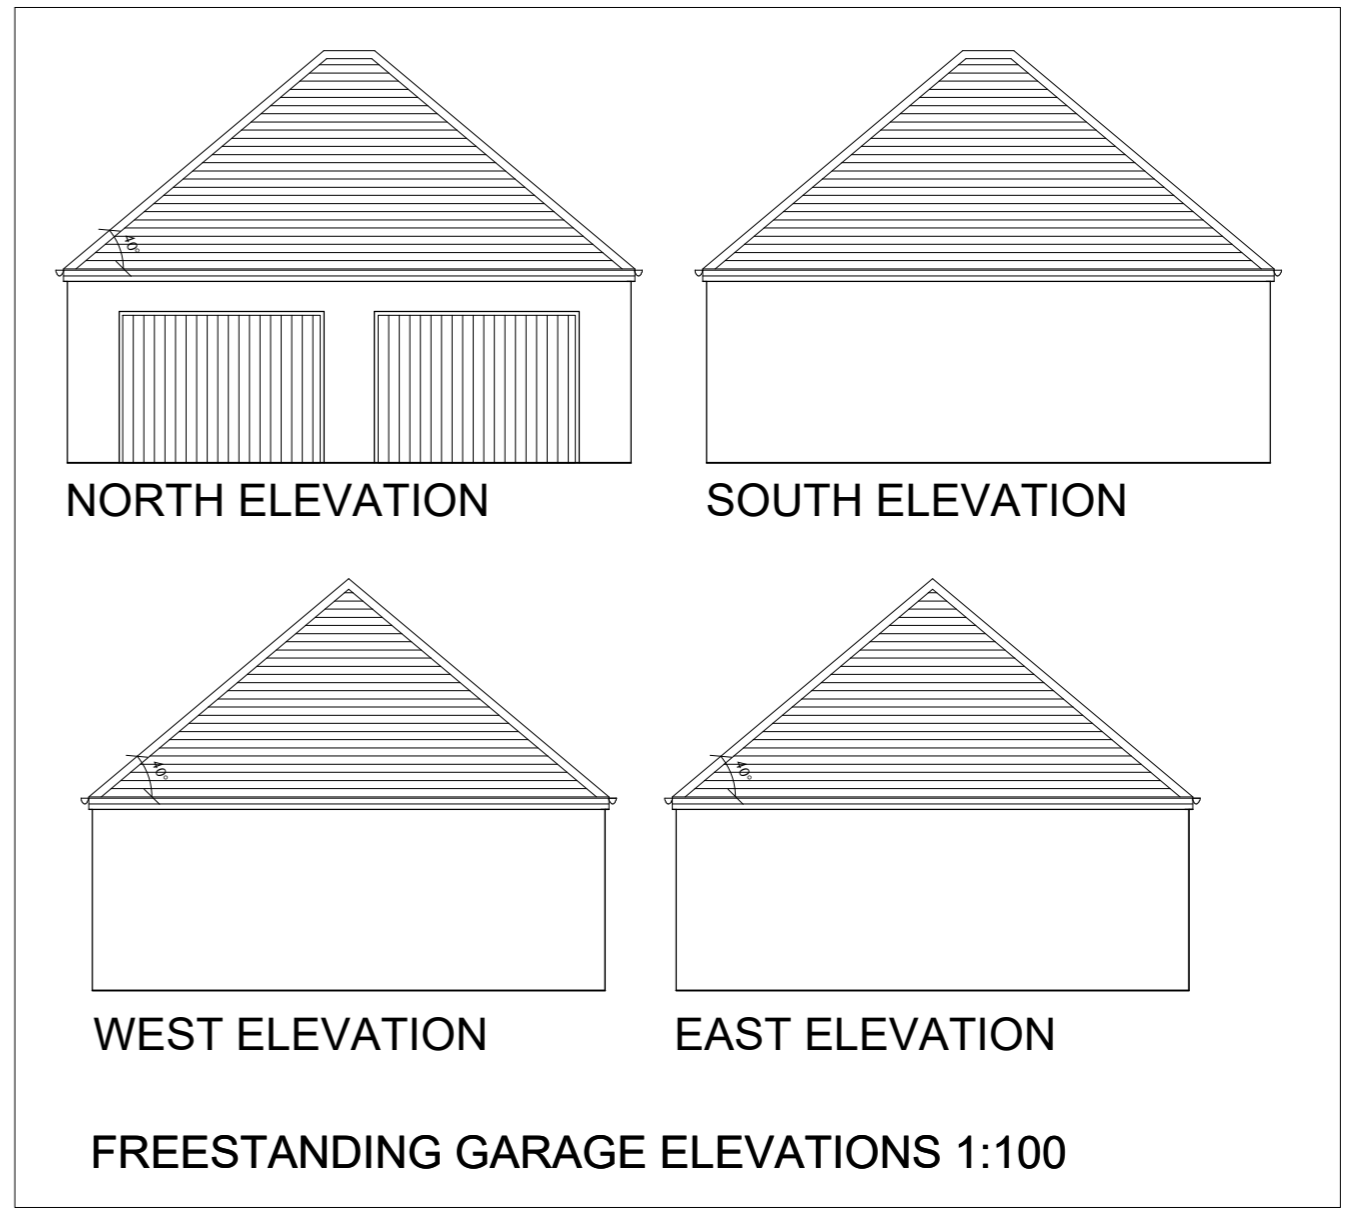 40°
NORTH ELEVATION
SOUTH ELEVATION
40°
40°
WEST ELEVATION
EAST ELEVATION
FREESTANDING GARAGE ELEVATIONS 1:100